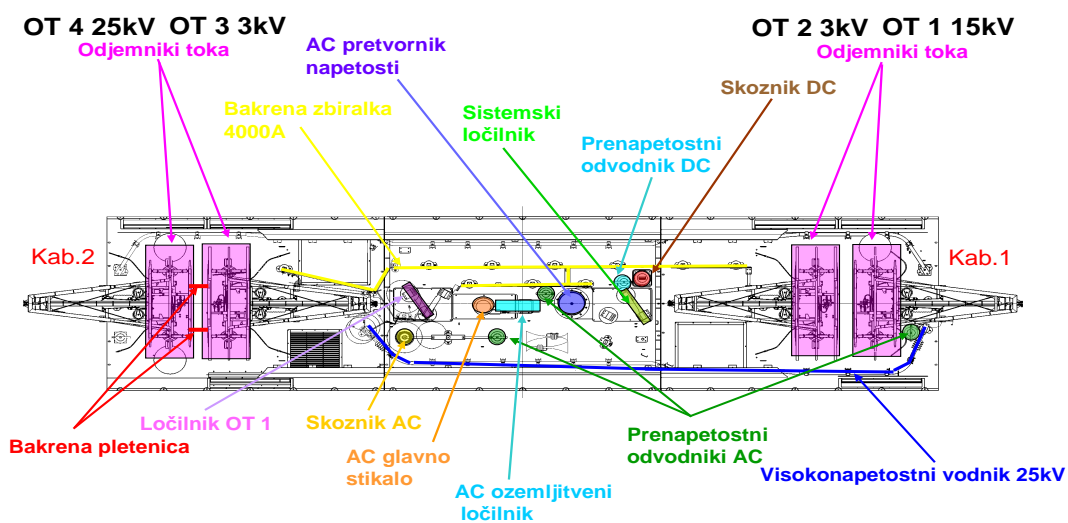 OT 4 25kV OT 3 3kV
Odjemniki toka
AC pretvornik
napetosti
OT 2 3kV OT 1 15kV
Odjemniki toka
Skoznik DC
Bakrena zbiralka
4000A
Sistemski
ločilnik
Prenapetostni
odvodnik DC
Kab.2
Kab.1
Ločilnik OT 1
Skoznik AC
Bakrena pletenica
AC glavno
stikalo
AC ozemljitveni
ločilnik
Prenapetostni
odvodniki AC
Visokonapetostni vodnik 25kV